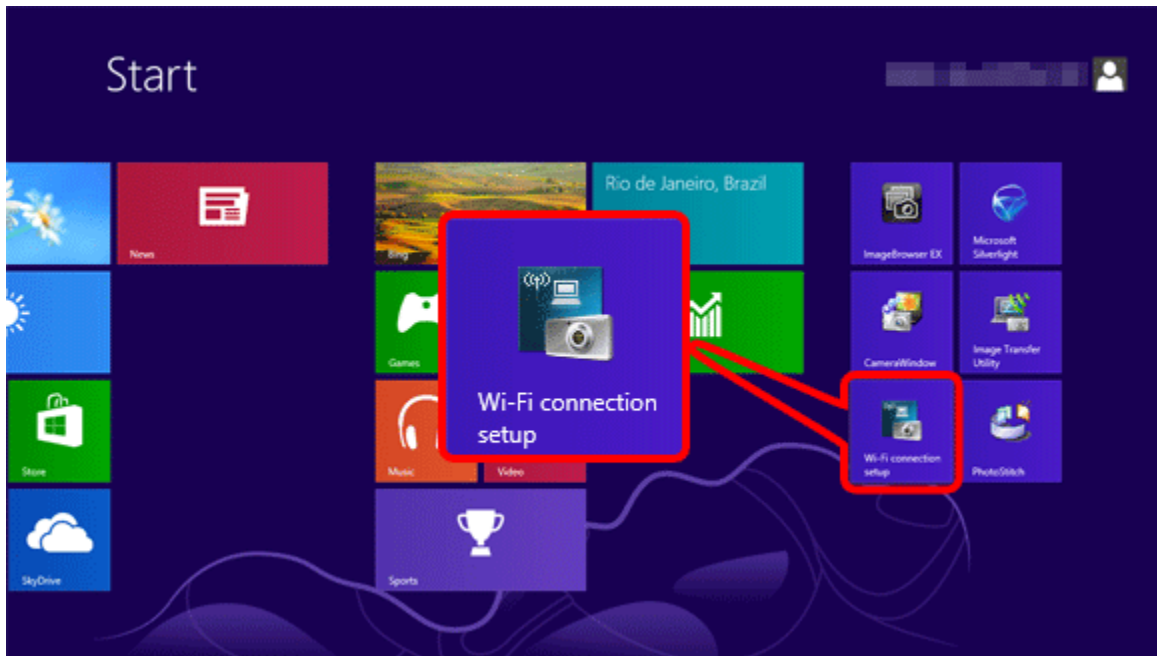 Start
News
Bing
Rio de Janeiro, Brazil
ImageBrowser EX
Microsoft
Silverlight
Games
CameraWindow
Image Transfer
Utility
Wi-Fi connection
setup
Store
Music
Video
Wi-Fi connection
setup
PhotoStitch
SkyDrive
Sports